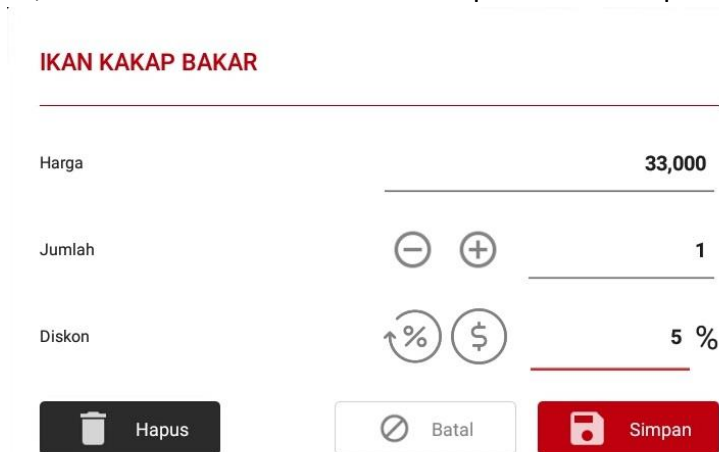 IKAN KAKAP BAKAR
Harga 33,000
Jumlah 1
Diskon % $ 5 %
Hapus Batal Simpan